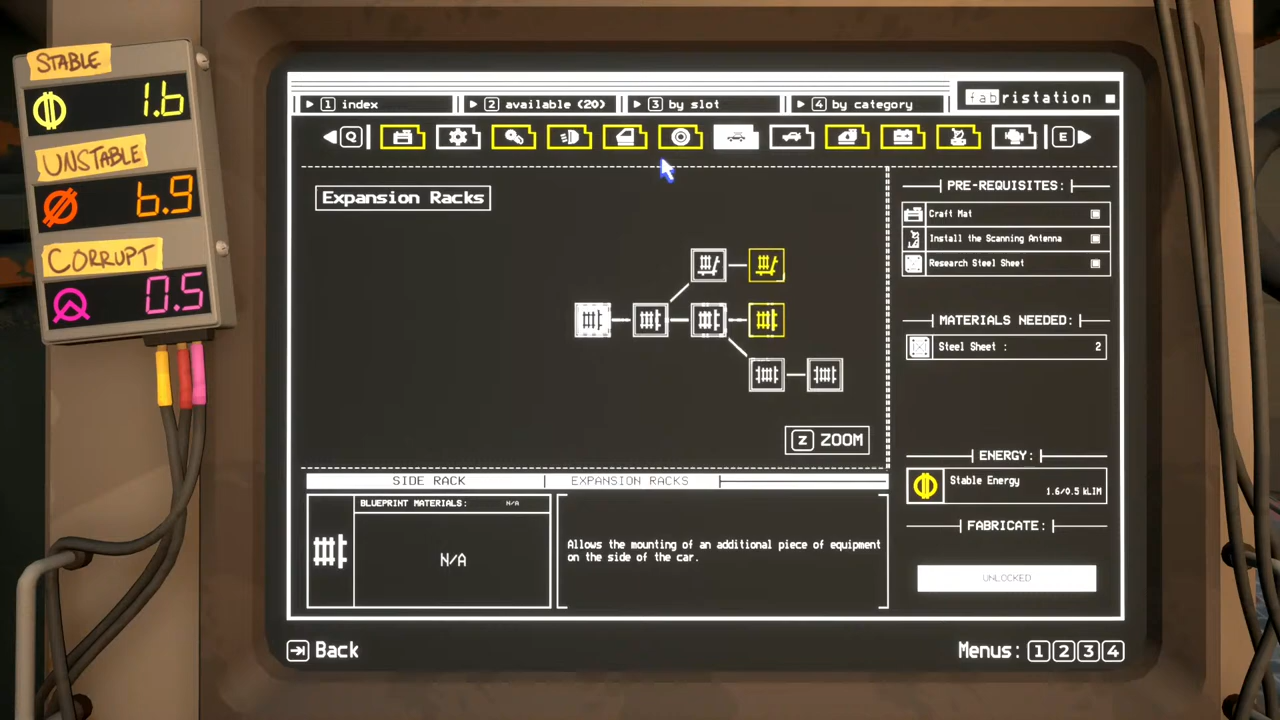 STABLE
1.6
UNSTABLE
6.9
CORRUPT
0.5
1 index
2 available (20)
3 by slot
4 by category
fabristation
Q
E
Expansion Racks
PRE-REQUISITES:
Craft Mat
Install the Scanning Antenna
Research Steel Sheet
MATERIALS NEEDED:
Steel Sheet : 2
Z ZOOM
ENERGY:
Stable Energy
1.6/0.5 kLIM
FABRICATE:
UNLOCKED
SIDE RACK
EXPANSION RACKS
BLUEPRINT MATERIALS: N/A
N/A
Allows the mounting of an additional piece of equipment
on the side of the car.
Back
Menus: 1 2 3 4